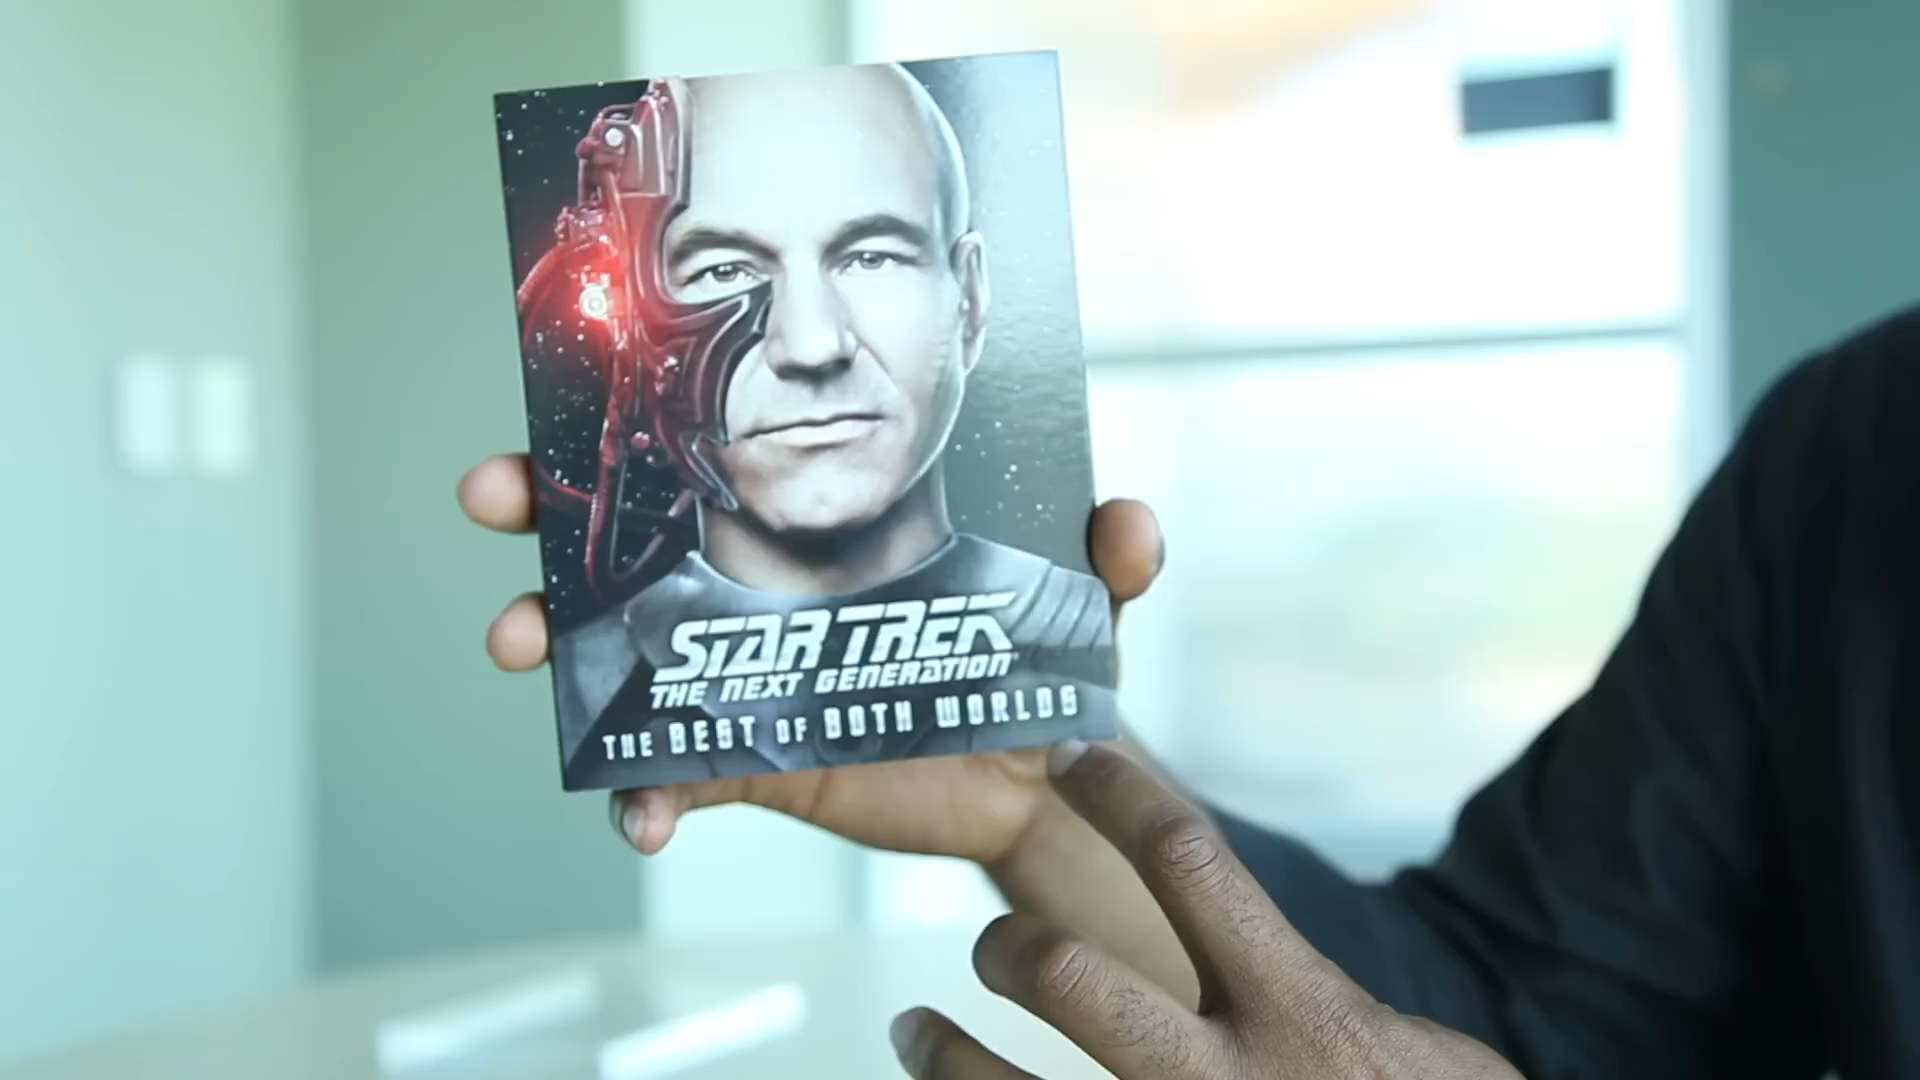 STAR TREK
THE NEXT GENERATION
THE BEST OF BOTH WORLDS